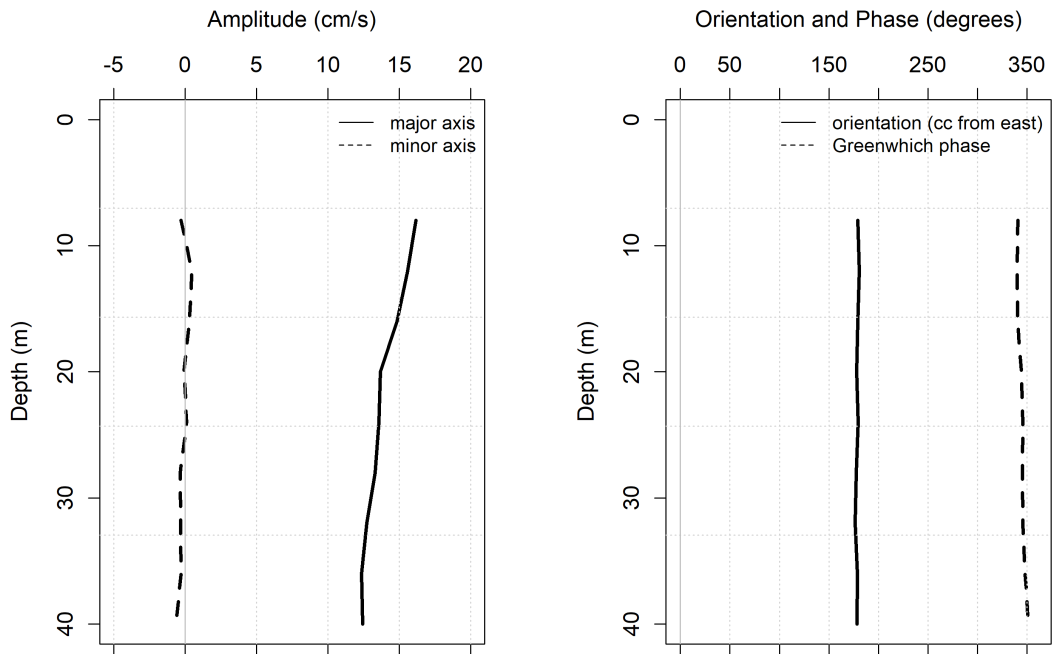 Amplitude (cm/s)
-5 0 5 10 15 20
major axis
minor axis
Depth (m)
0
10
20
30
40
Orientation and Phase (degrees)
0 50 150 250 350
orientation (cc from east)
Greenwhich phase
Depth (m)
0
10
20
30
40